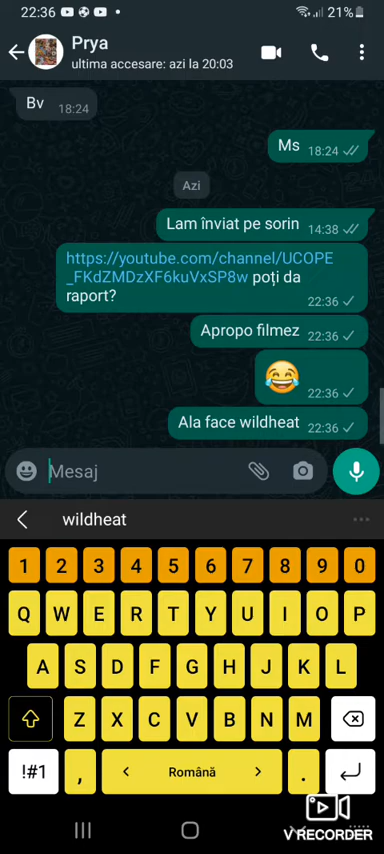 22:36 21%
Prya
ultima accesare: azi la 20:03
Bv 18:24
Ms 18:24
Azi
Lam înviat pe sorin 14:38
https://youtube.com/channel/UCOPE
_FKdZMDzXF6kuVxSP8w poți da
raport? 22:36
Apropo filmez 22:36
22:36
Ala face wildheat 22:36
Mesaj
wildheat
1 2 3 4 5 6 7 8 9 0
Q W E R T Y U I O P
A S D F G H J K L
Z X C V B N M
!#1 , < Română > .
V RECORDER